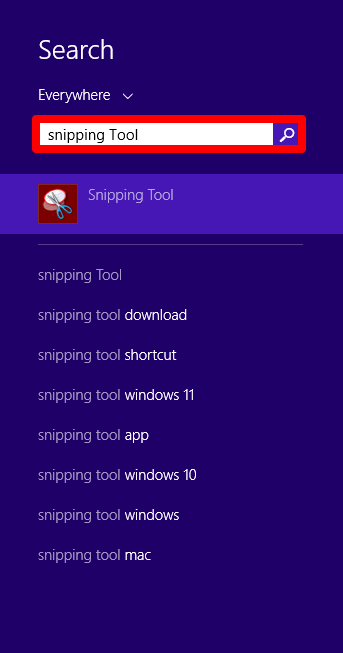 Search
Everywhere
snipping Tool
Snipping Tool
snipping Tool
snipping tool download
snipping tool shortcut
snipping tool windows 11
snipping tool app
snipping tool windows 10
snipping tool windows
snipping tool mac